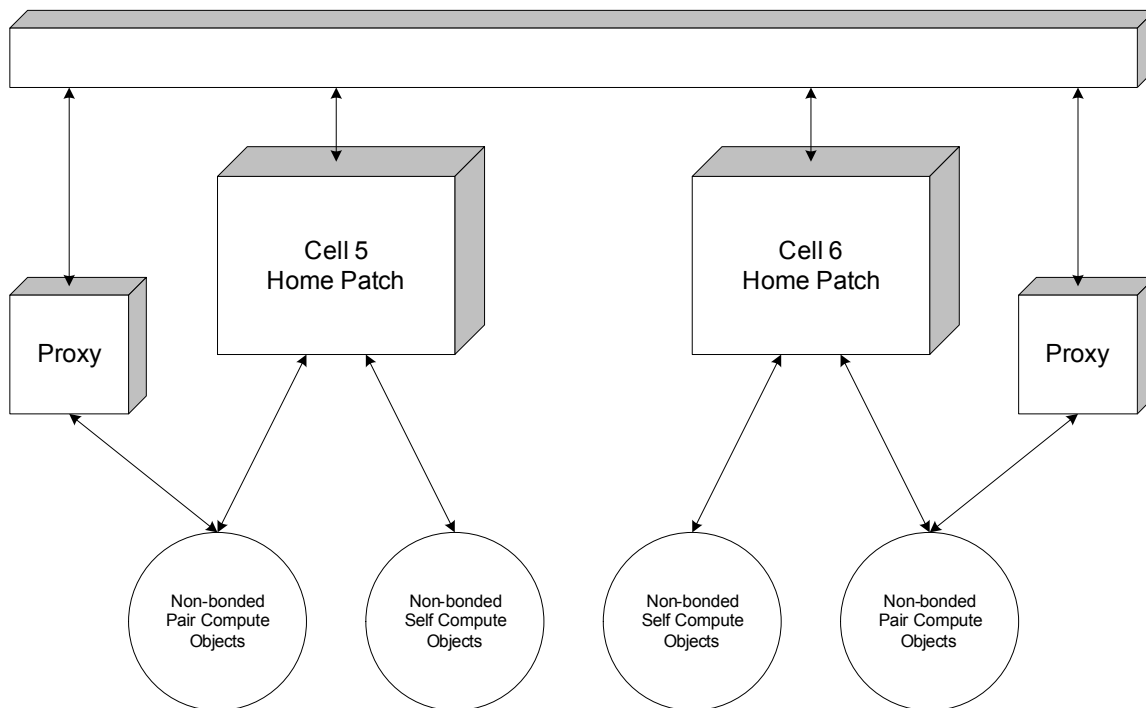 Cell 5
Home Patch
Cell 6
Home Patch
Proxy
Proxy
Non-bonded
Pair Compute
Objects
Non-bonded
Self Compute
Objects
Non-bonded
Self Compute
Objects
Non-bonded
Pair Compute
Objects